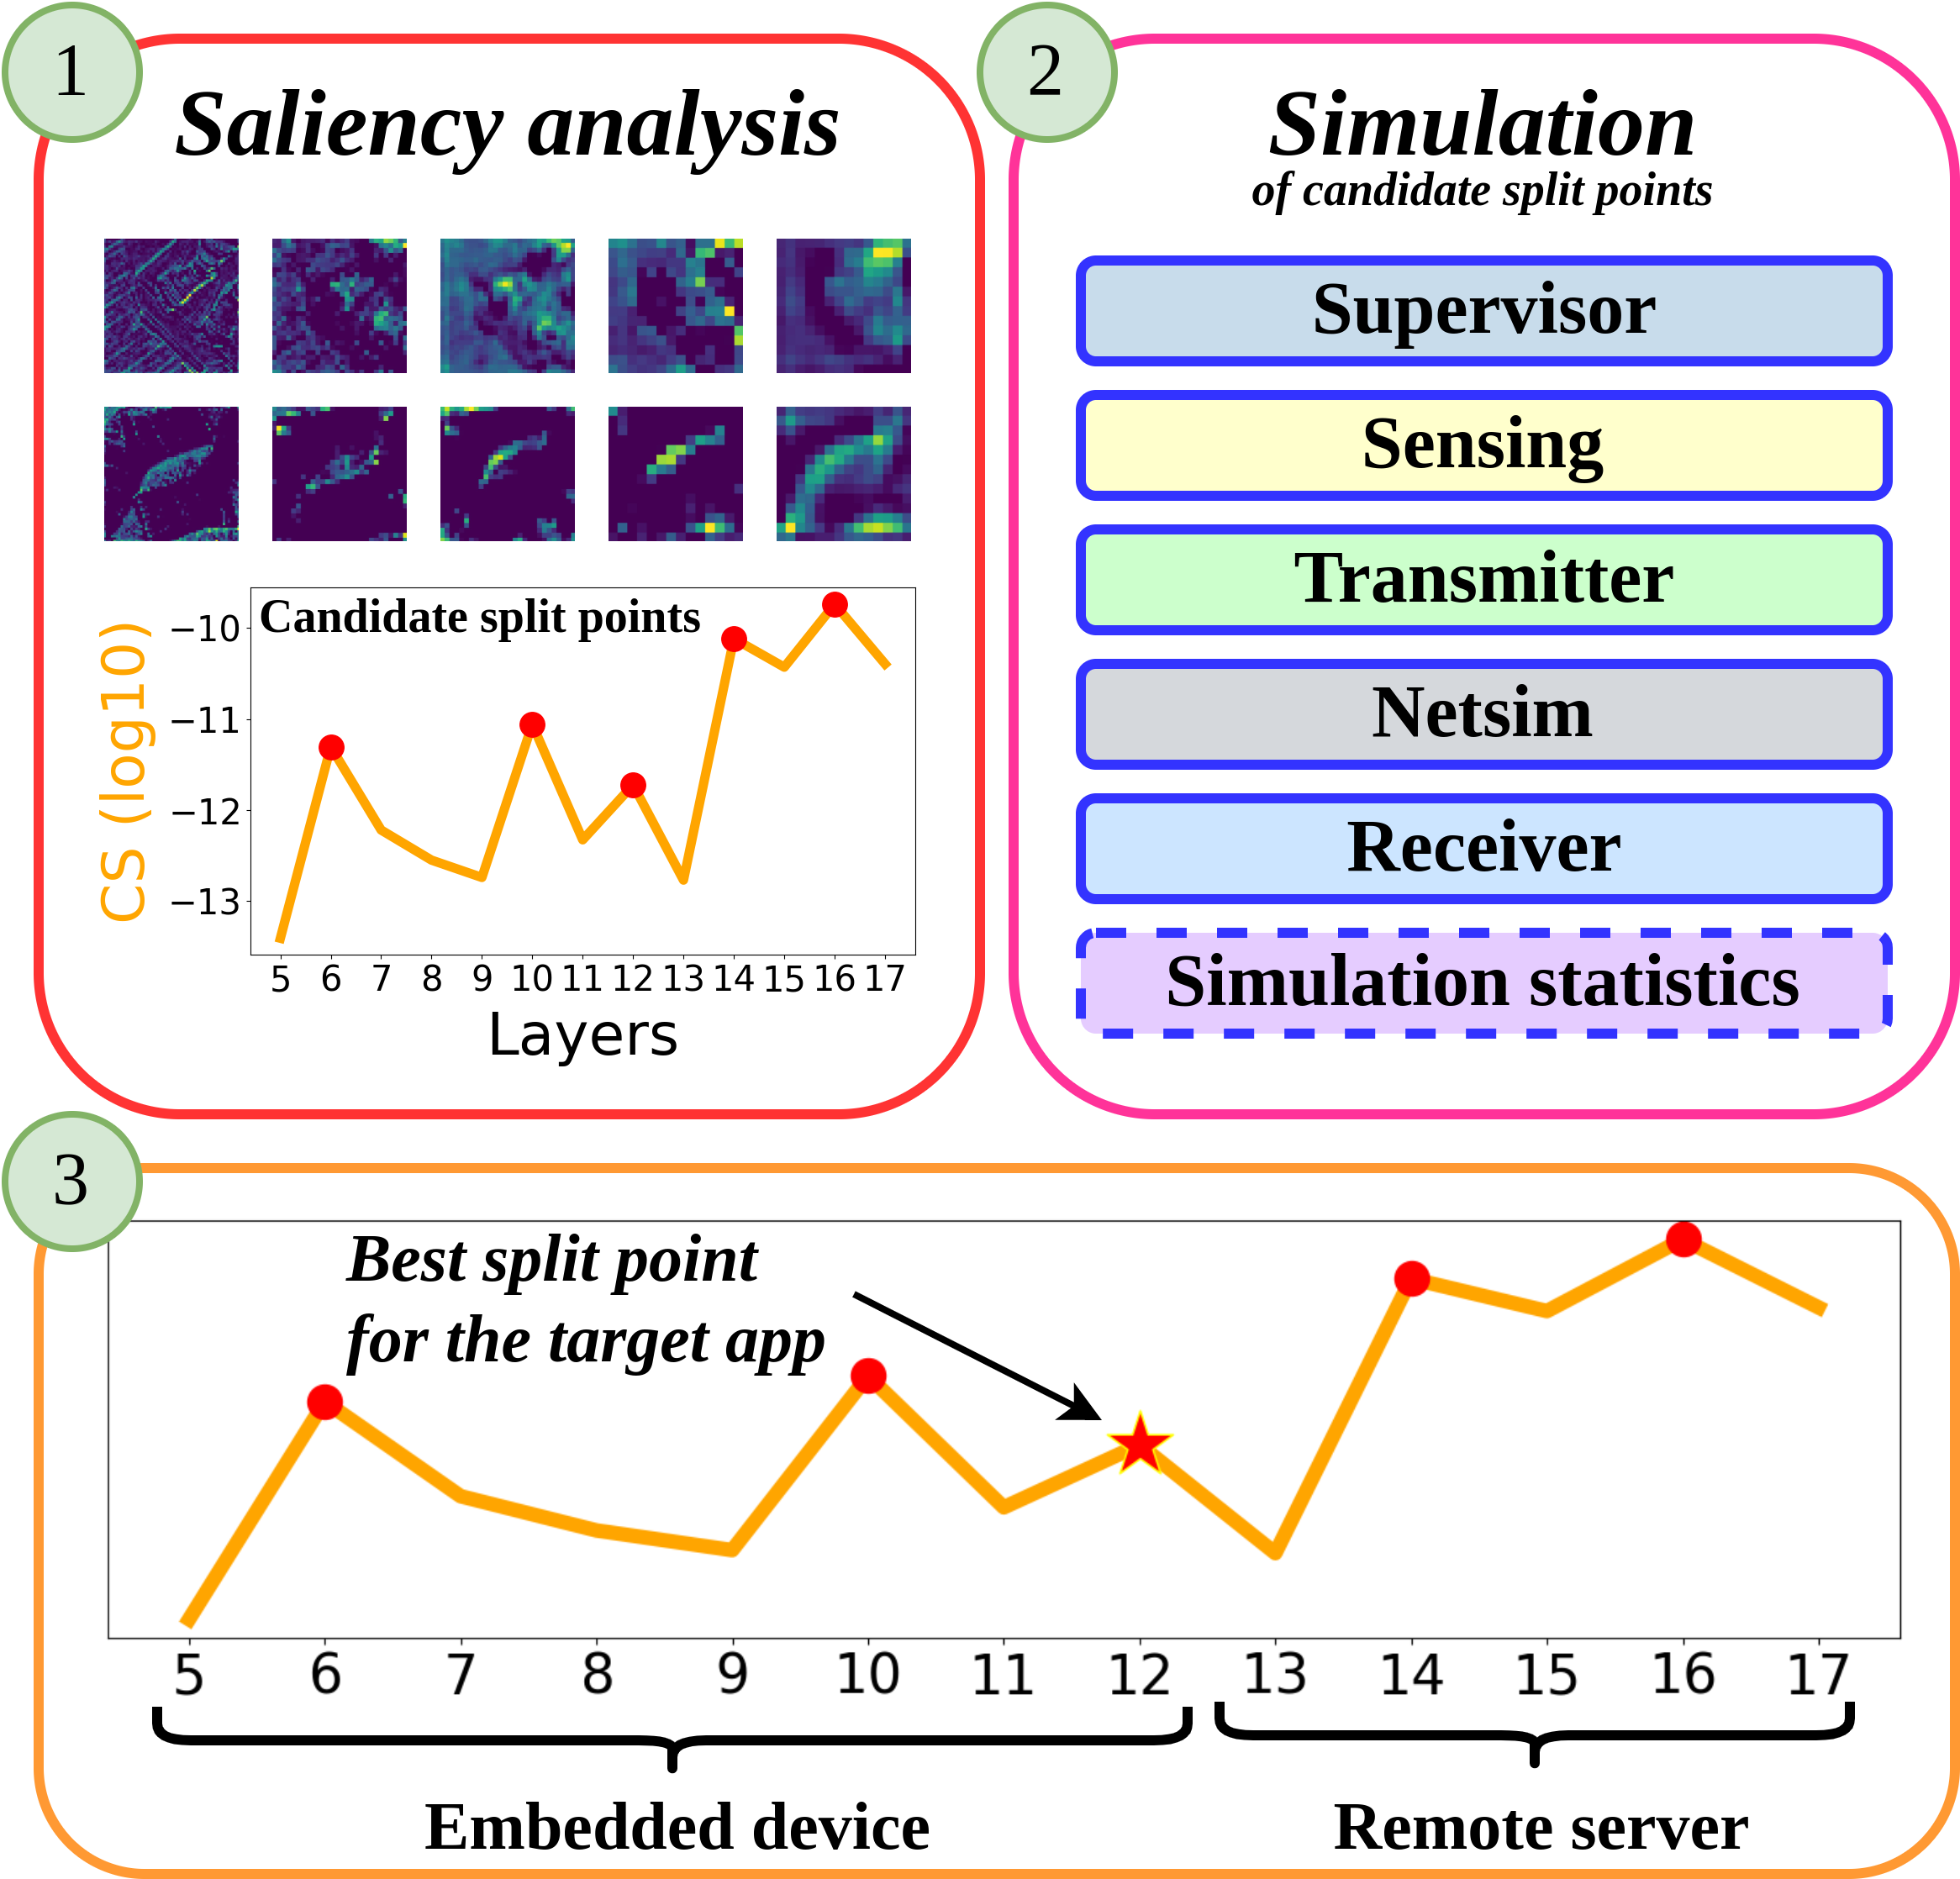 1
Saliency analysis
Candidate split points
CS (log10)
−10
−11
−12
−13
5 6 7 8 9 10 11 12 13 14 15 16 17
Layers
2
Simulation
of candidate split points
Supervisor
Sensing
Transmitter
Netsim
Receiver
Simulation statistics
3
Best split point
for the target app
5 6 7 8 9 10 11 12 13 14 15 16 17
Embedded device
Remote server